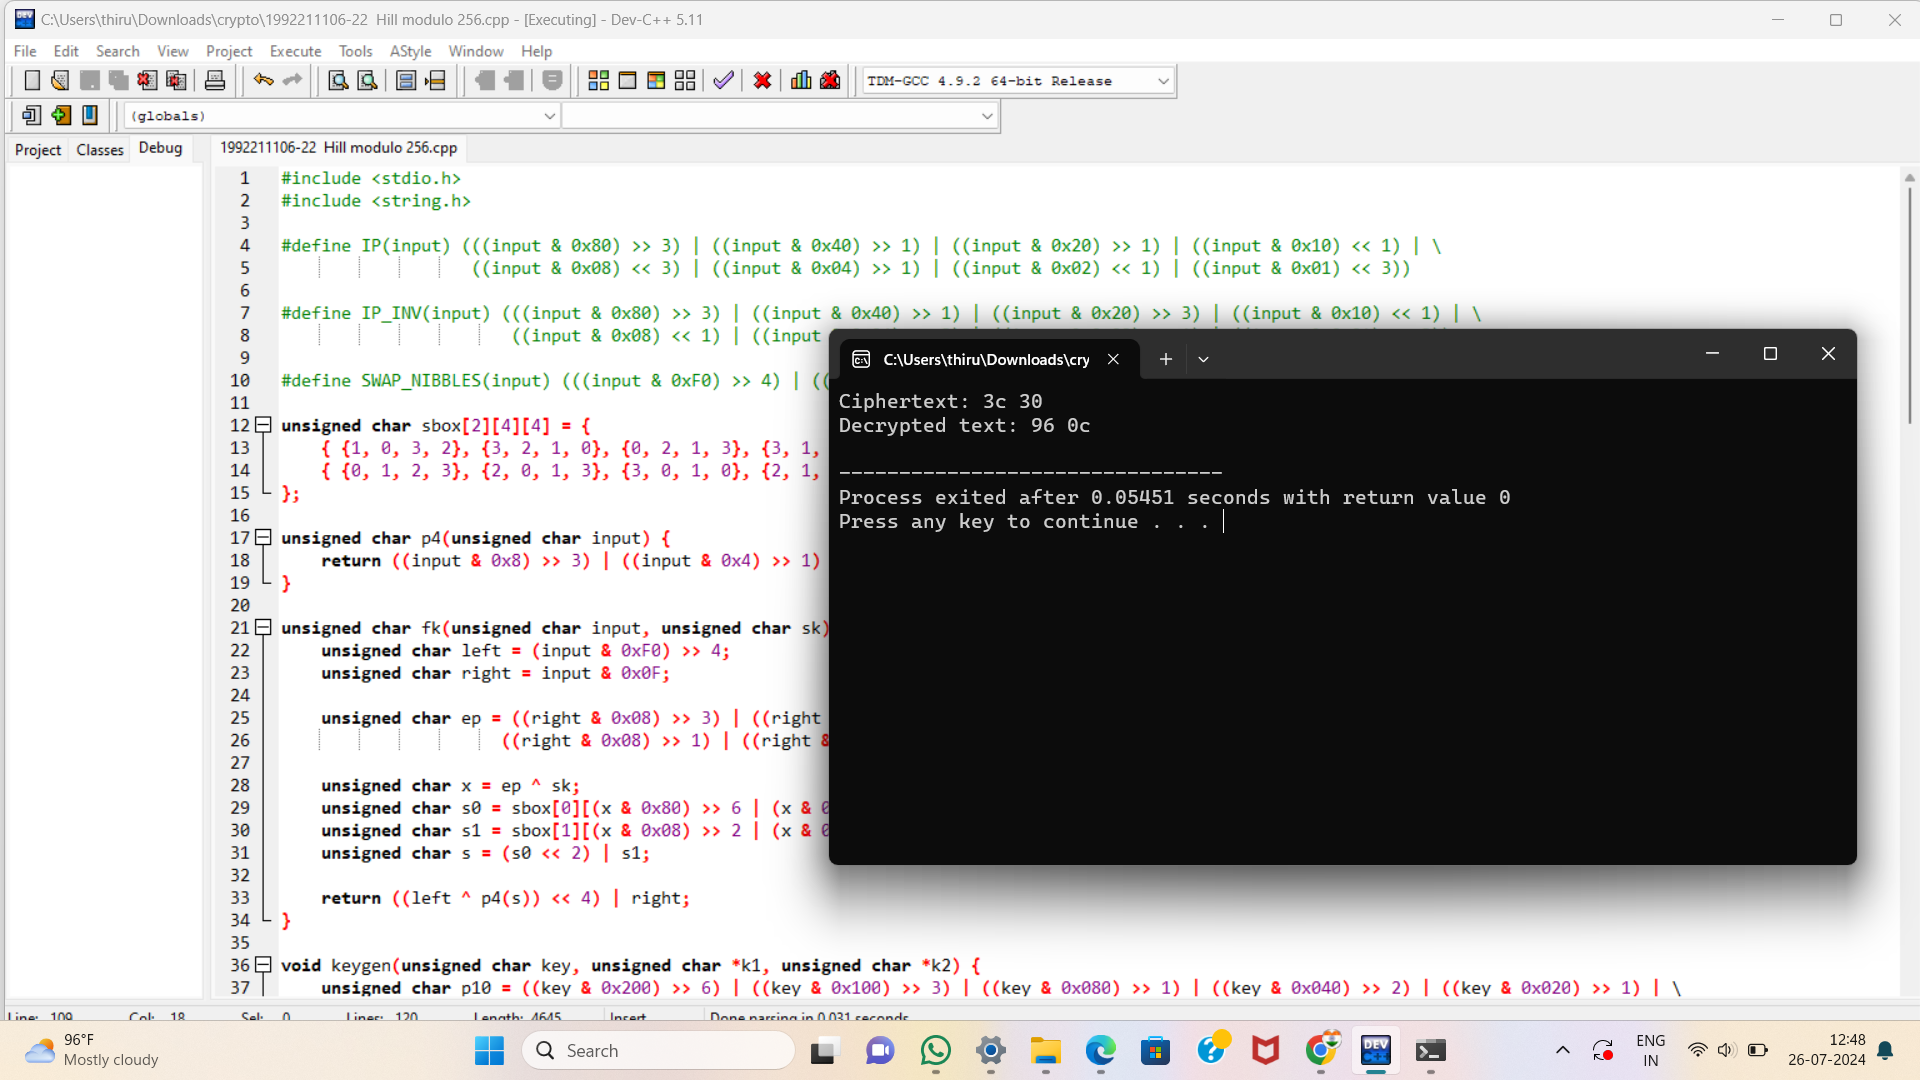 C:\Users\thiru\Downloads\crypto\1992211106-22  Hill modulo 256.cpp - [Executing] - Dev-C++ 5.11
File Edit Search View Project Execute Tools AStyle Window Help
TDM-GCC 4.9.2 64-bit Release
(globals)
Project Classes Debug
1992211106-22  Hill modulo 256.cpp
1 #include <stdio.h>
2 #include <string.h>
3
4 #define IP(input) (((input & 0x80) >> 3) | ((input & 0x40) >> 1) | ((input & 0x20) >> 1) | ((input & 0x10) << 1) | \
5 ((input & 0x08) << 3) | ((input & 0x04) >> 1) | ((input & 0x02) << 1) | ((input & 0x01) << 3))
6
7 #define IP_INV(input) (((input & 0x80) >> 3) | ((input & 0x40) >> 1) | ((input & 0x20) >> 3) | ((input & 0x10) << 1) | \
8 ((input & 0x08) << 1) | ((input
9
10 #define SWAP_NIBBLES(input) (((input & 0xF0) >> 4) | ((
11
12 unsigned char sbox[2][4][4] = {
13 { {1, 0, 3, 2}, {3, 2, 1, 0}, {0, 2, 1, 3}, {3, 1,
14 { {0, 1, 2, 3}, {2, 0, 1, 3}, {3, 0, 1, 0}, {2, 1,
15 };
16
17 unsigned char p4(unsigned char input) {
18 return ((input & 0x8) >> 3) | ((input & 0x4) >> 1)
19 }
20
21 unsigned char fk(unsigned char input, unsigned char sk)
22 unsigned char left = (input & 0xF0) >> 4;
23 unsigned char right = input & 0x0F;
24
25 unsigned char ep = ((right & 0x08) >> 3) | ((right
26 ((right & 0x08) >> 1) | ((right &
27
28 unsigned char x = ep ^ sk;
29 unsigned char s0 = sbox[0][(x & 0x80) >> 6 | (x & 0
30 unsigned char s1 = sbox[1][(x & 0x08) >> 2 | (x & 0
31 unsigned char s = (s0 << 2) | s1;
32
33 return ((left ^ p4(s)) << 4) | right;
34 }
35
36 void keygen(unsigned char key, unsigned char *k1, unsigned char *k2) {
37 unsigned char p10 = ((key & 0x200) >> 6) | ((key & 0x100) >> 3) | ((key & 0x080) >> 1) | ((key & 0x040) >> 2) | ((key & 0x020) >> 1) | \
C:\Users\thiru\Downloads\cry
Ciphertext: 3c 30
Decrypted text: 96 0c
--------------------------------
Process exited after 0.05451 seconds with return value 0
Press any key to continue . . .
Line: 109 Col: 18 Sel: 0 Lines: 120 Length: 4645 Insert Done parsing in 0.031 seconds
96°F
Mostly cloudy
Search
DEV
C++
ENG
IN
12:48
26-07-2024